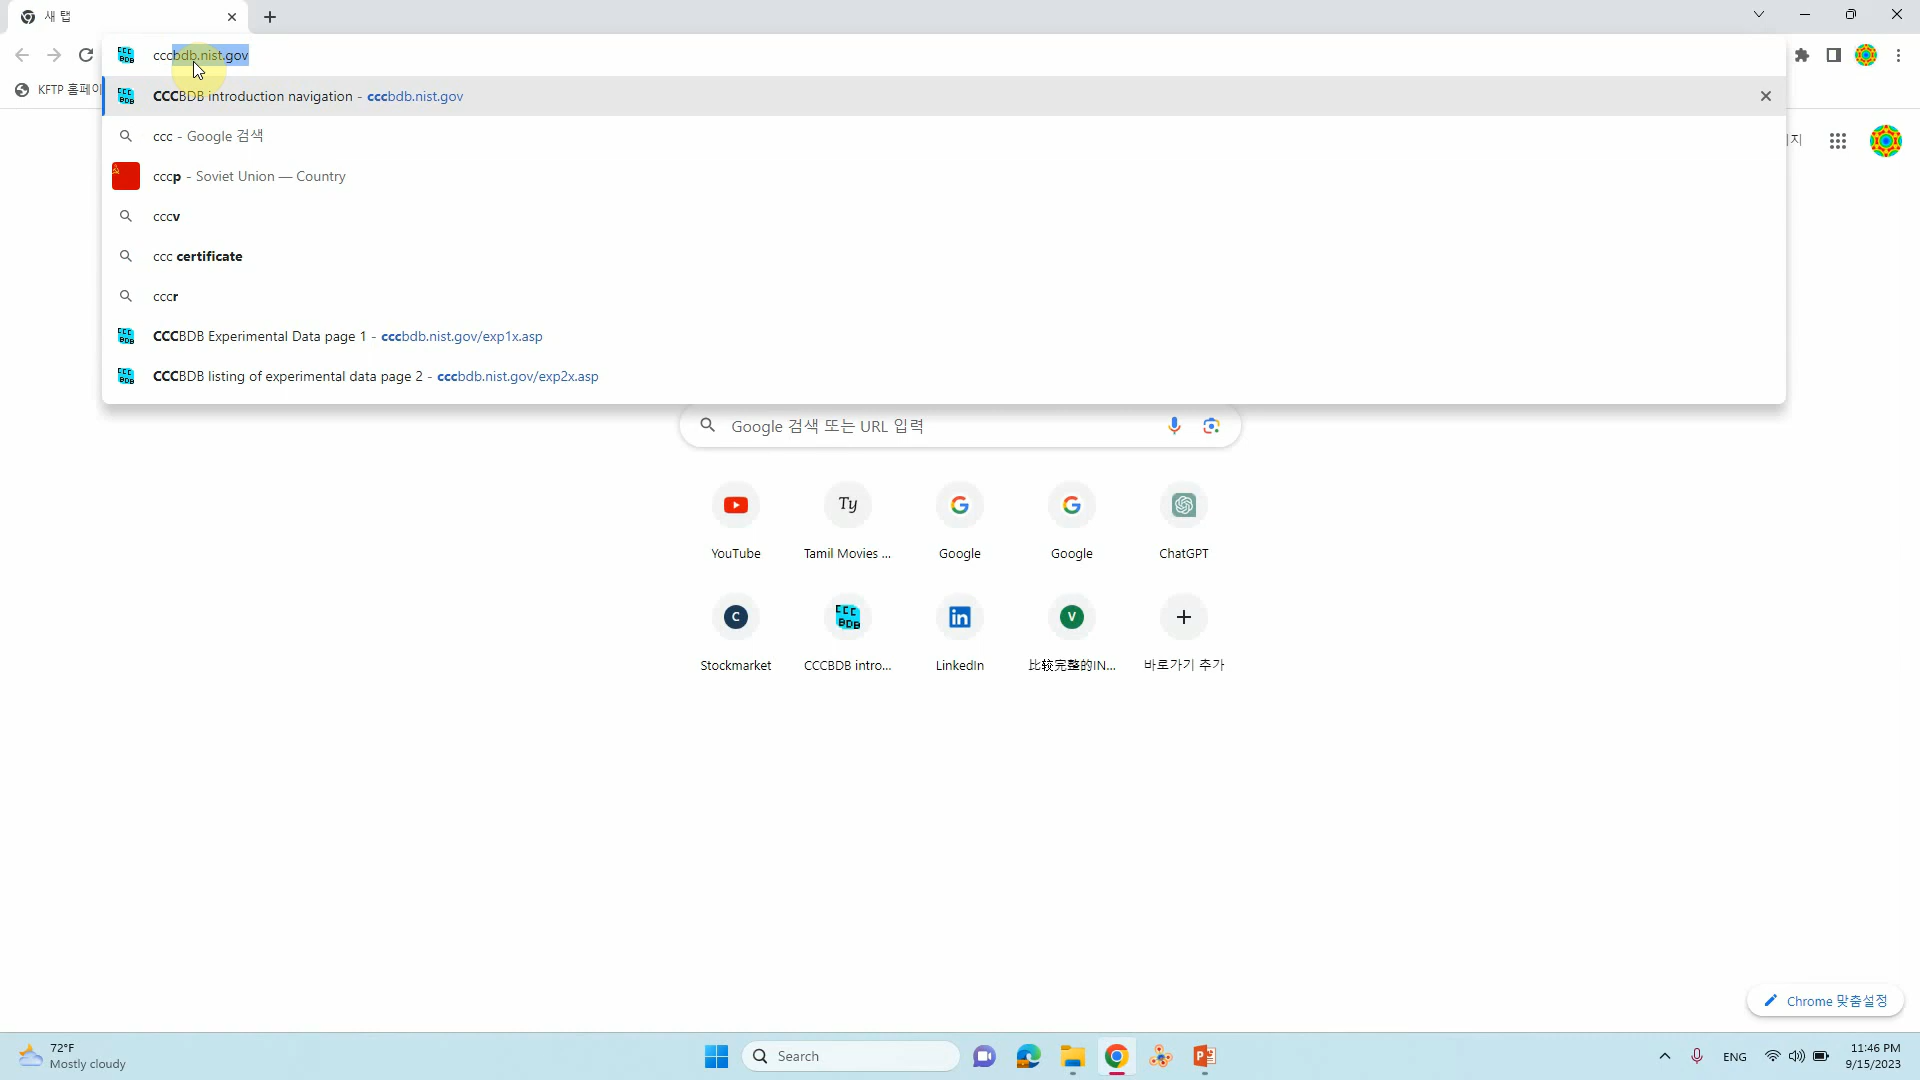 새 탭
cccbdb.nist.gov
KFTP 홈페이
CCCBDB introduction navigation - cccbdb.nist.gov
ccc - Google 검색
cccp - Soviet Union — Country
cccv
ccc certificate
cccr
CCCBDB Experimental Data page 1 - cccbdb.nist.gov/exp1x.asp
CCCBDB listing of experimental data page 2 - cccbdb.nist.gov/exp2x.asp
Google 검색 또는 URL 입력
Ty
YouTube
Tamil Movies ...
Google
Google
ChatGPT
C
CCC
BDB
in
V
Stockmarket
CCCBDB intro...
LinkedIn
比较完整的IN...
바로가기 추가
Chrome 맞춤설정
72°F
Mostly cloudy
Search
ENG
11:46 PM
9/15/2023